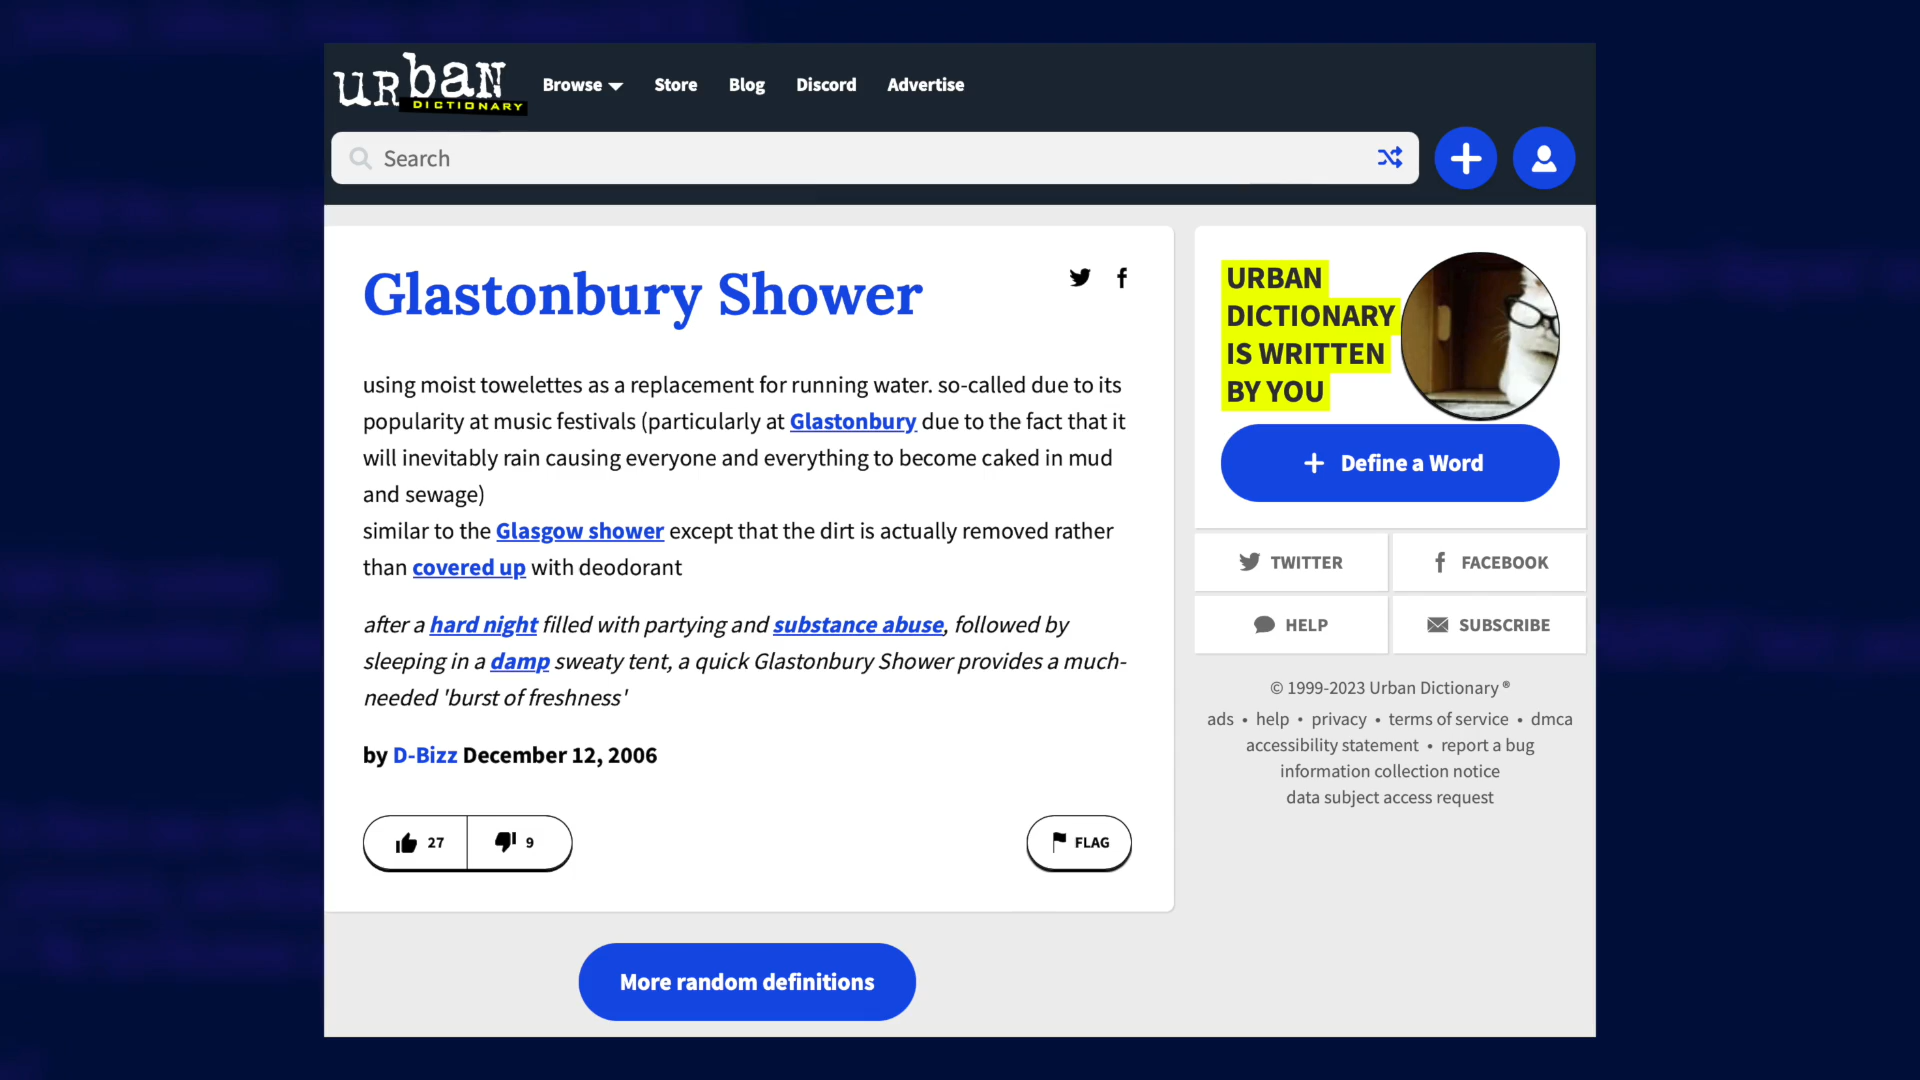 urban
DICTIONARY
Browse
Store
Blog
Discord
Advertise
Search
Glastonbury Shower
using moist towelettes as a replacement for running water. so-called due to its
popularity at music festivals (particularly at Glastonbury due to the fact that it
will inevitably rain causing everyone and everything to become caked in mud
and sewage)
similar to the Glasgow shower except that the dirt is actually removed rather
than covered up with deodorant
after a hard night filled with partying and substance abuse, followed by
sleeping in a damp sweaty tent, a quick Glastonbury Shower provides a much-
needed 'burst of freshness'
by D-Bizz December 12, 2006
27
9
FLAG
More random definitions
URBAN
DICTIONARY
IS WRITTEN
BY YOU
Define a Word
TWITTER
FACEBOOK
HELP
SUBSCRIBE
© 1999-2023 Urban Dictionary ®
ads • help • privacy • terms of service • dmca
accessibility statement • report a bug
information collection notice
data subject access request